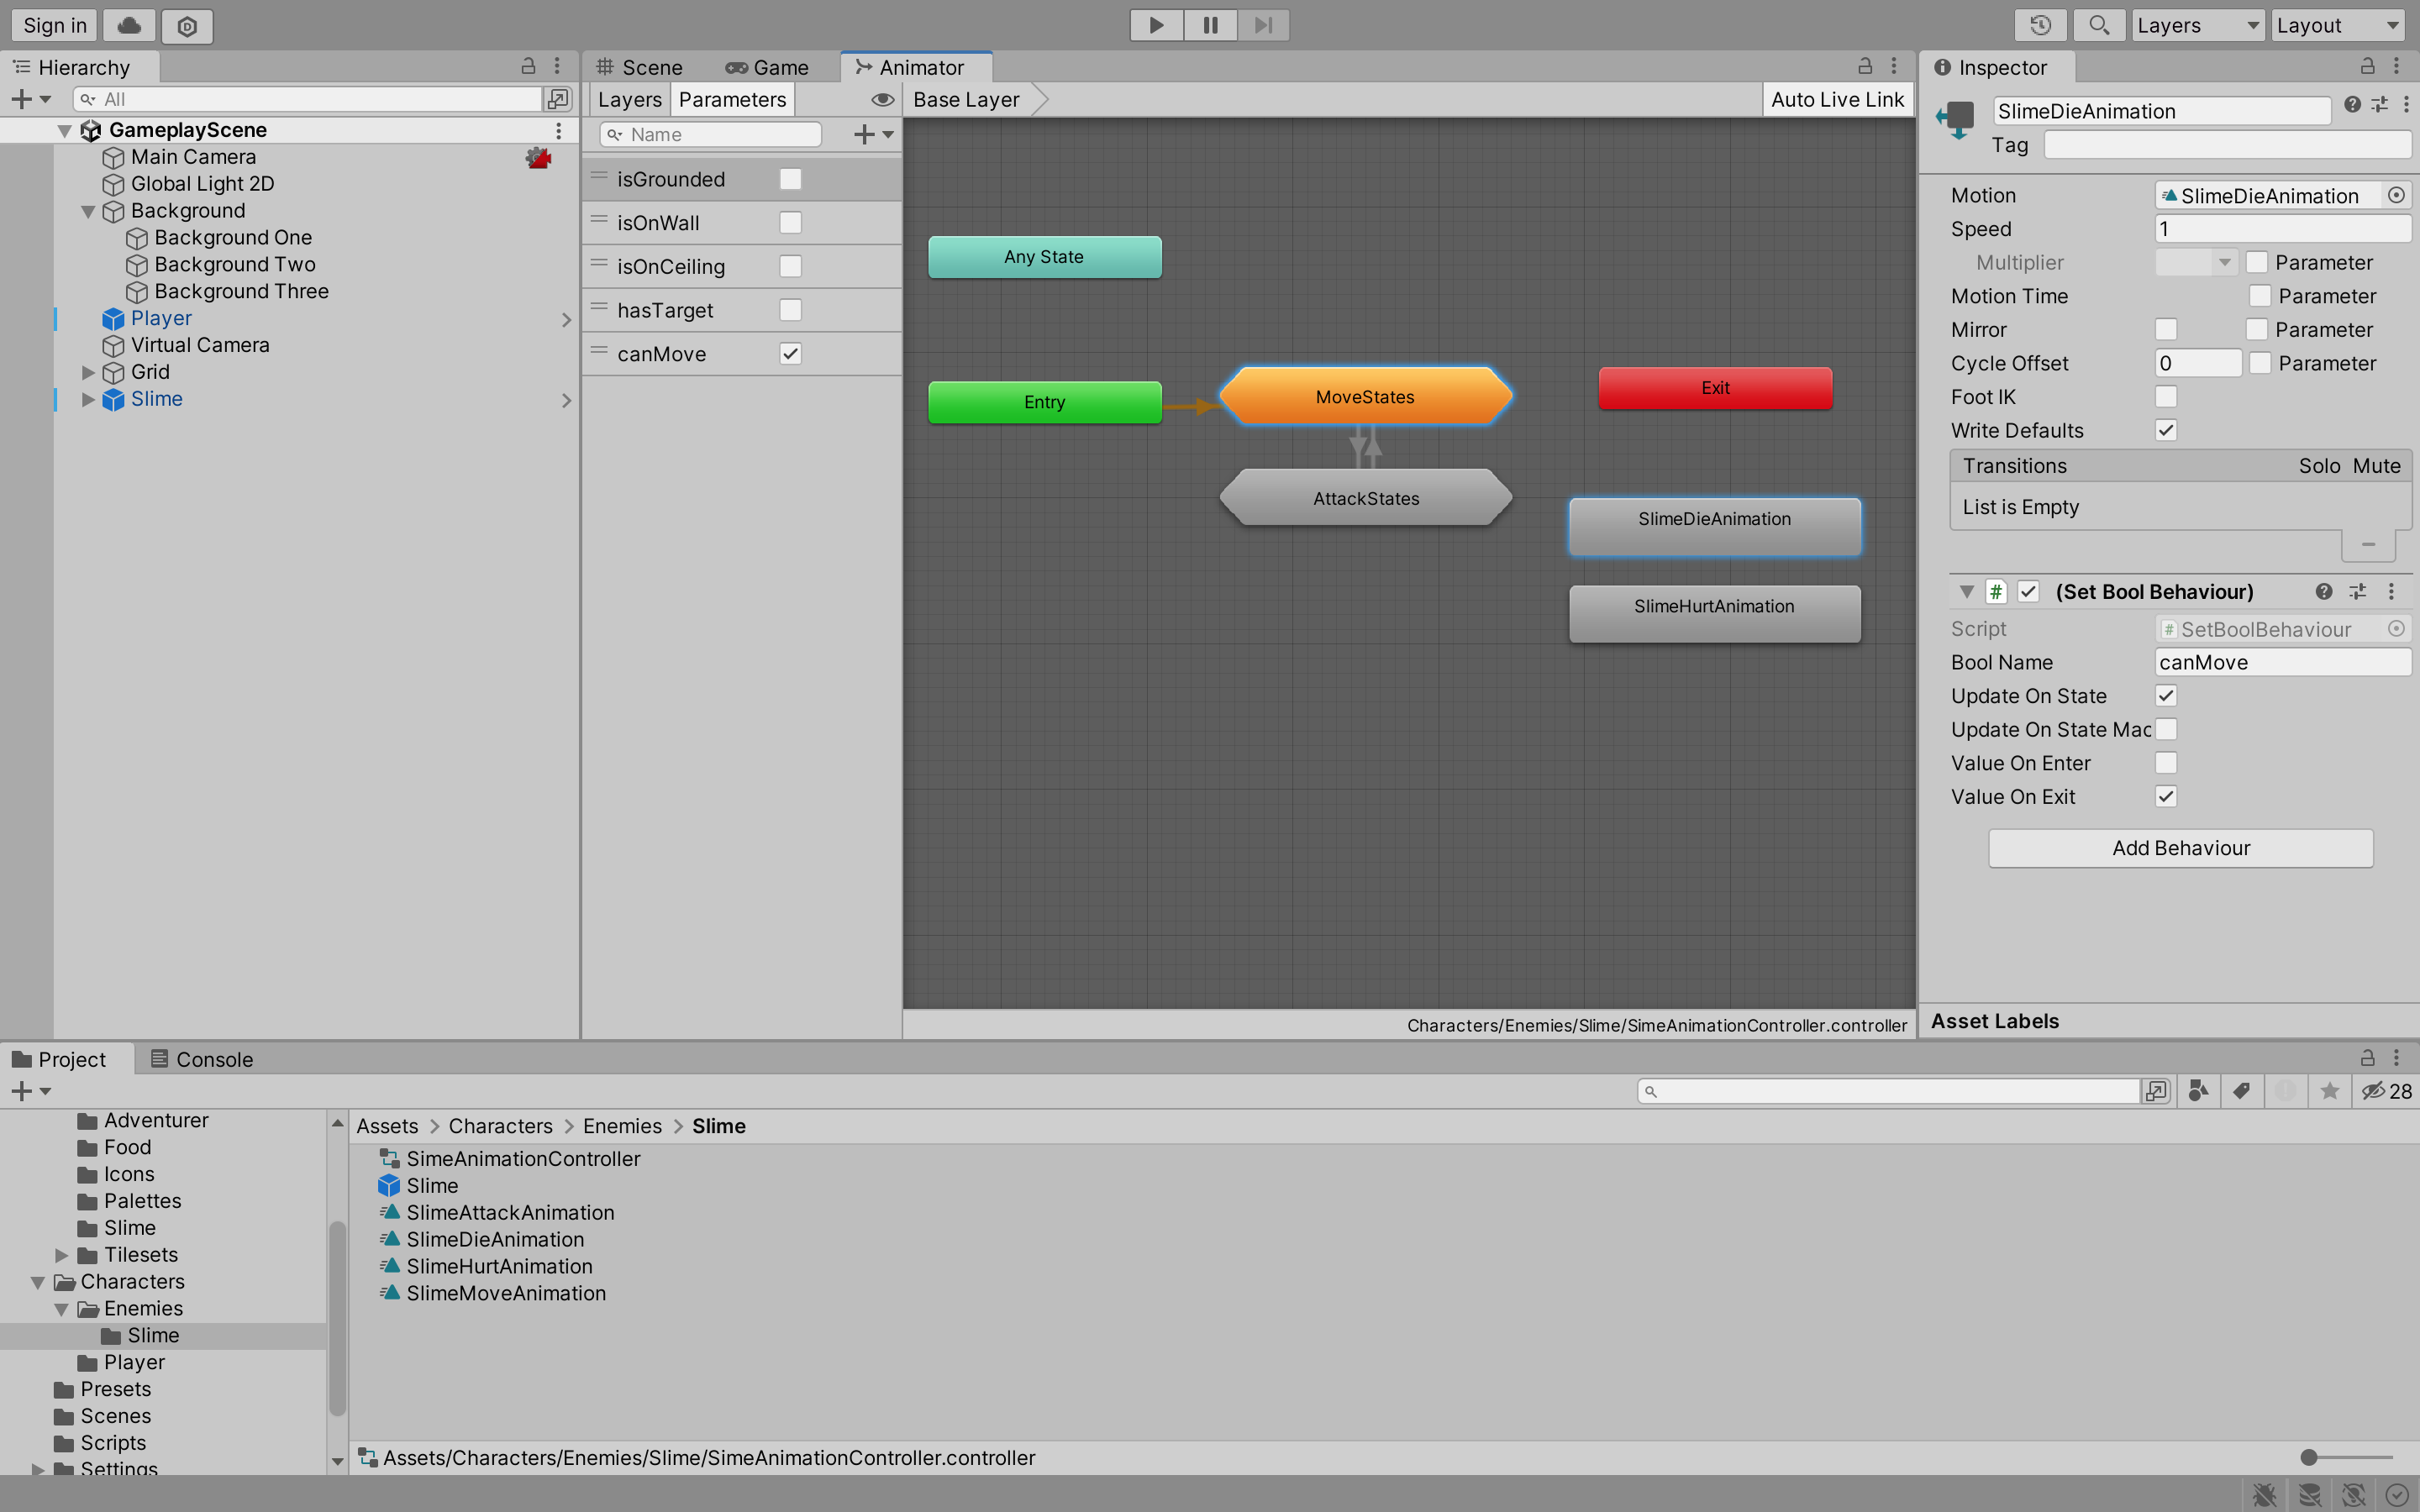 Sign in
Layers
Layout
Hierarchy
All
GameplayScene
Main Camera
Global Light 2D
Background
Background One
Background Two
Background Three
Player
Virtual Camera
Grid
Slime
Scene
Game
Animator
Layers
Parameters
Name
isGrounded
isOnWall
isOnCeiling
hasTarget
canMove
Base Layer
Auto Live Link
Any State
Entry
MoveStates
Exit
AttackStates
SlimeDieAnimation
SlimeHurtAnimation
Characters/Enemies/Slime/SimeAnimationController.controller
Inspector
SlimeDieAnimation
Tag
Motion SlimeDieAnimation
Speed 1
Multiplier Parameter
Motion Time Parameter
Mirror Parameter
Cycle Offset 0 Parameter
Foot IK
Write Defaults
Transitions Solo Mute
List is Empty
# (Set Bool Behaviour)
Script # SetBoolBehaviour
Bool Name canMove
Update On State
Update On State Mac
Value On Enter
Value On Exit
Add Behaviour
Asset Labels
Project
Console
28
Adventurer
Food
Icons
Palettes
Slime
Tilesets
Characters
Enemies
Slime
Player
Presets
Scenes
Scripts
Settings
Assets > Characters > Enemies > Slime
SimeAnimationController
Slime
SlimeAttackAnimation
SlimeDieAnimation
SlimeHurtAnimation
SlimeMoveAnimation
Assets/Characters/Enemies/Slime/SimeAnimationController.controller